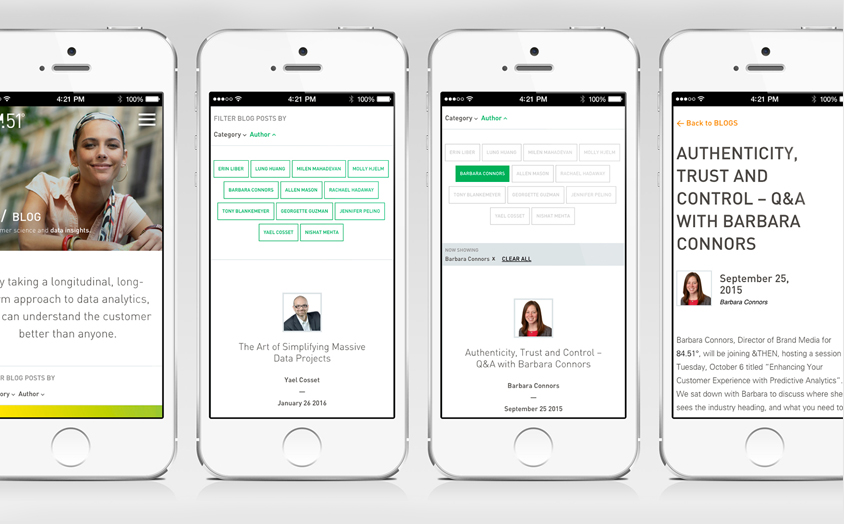 4:21 PM
100%
.51°
/ BLOG
mer science and data insights.
y taking a longitudinal, long-
rm approach to data analytics,
can understand the customer
better than anyone.
R BLOG POSTS BY
ory Author
4:21 PM
100%
FILTER BLOG POSTS BY
Category Author
ERIN LIBER
LUNG HUANG
MILEN MAHADEVAN
MOLLY HJELM
BARBARA CONNORS
ALLEN MASON
RACHAEL HADAWAY
TONY BLANKEMEYER
GEORGETTE GUZMAN
JENNIFER PELINO
YAEL COSSET
NISHAT MEHTA
The Art of Simplifying Massive
Data Projects
Yael Cosset
—
January 26 2016
4:21 PM
100%
Category Author
ERIN LIBER
LUNG HUANG
MILEN MAHADEVAN
MOLLY HJELM
BARBARA CONNORS
ALLEN MASON
RACHAEL HADAWAY
TONY BLANKEMEYER
GEORGETTE GUZMAN
JENNIFER PELINO
YAEL COSSET
NISHAT MEHTA
NOW SHOWING
Barbara Connors X CLEAR ALL
Authenticity, Trust and Control –
Q&A with Barbara Connors
Barbara Connors
—
September 25 2015
4:21 PM
100%
← Back to BLOGS
AUTHENTICITY,
TRUST AND
CONTROL – Q&A
WITH BARBARA
CONNORS
September 25,
2015
Barbara Connors
Barbara Connors, Director of Brand Media for
84.51°, will be joining &THEN, hosting a session
Tuesday, October 6 titled "Enhancing Your
Customer Experience with Predictive Analytics".
We sat down with Barbara to discuss where she
sees the industry heading, and what you need to